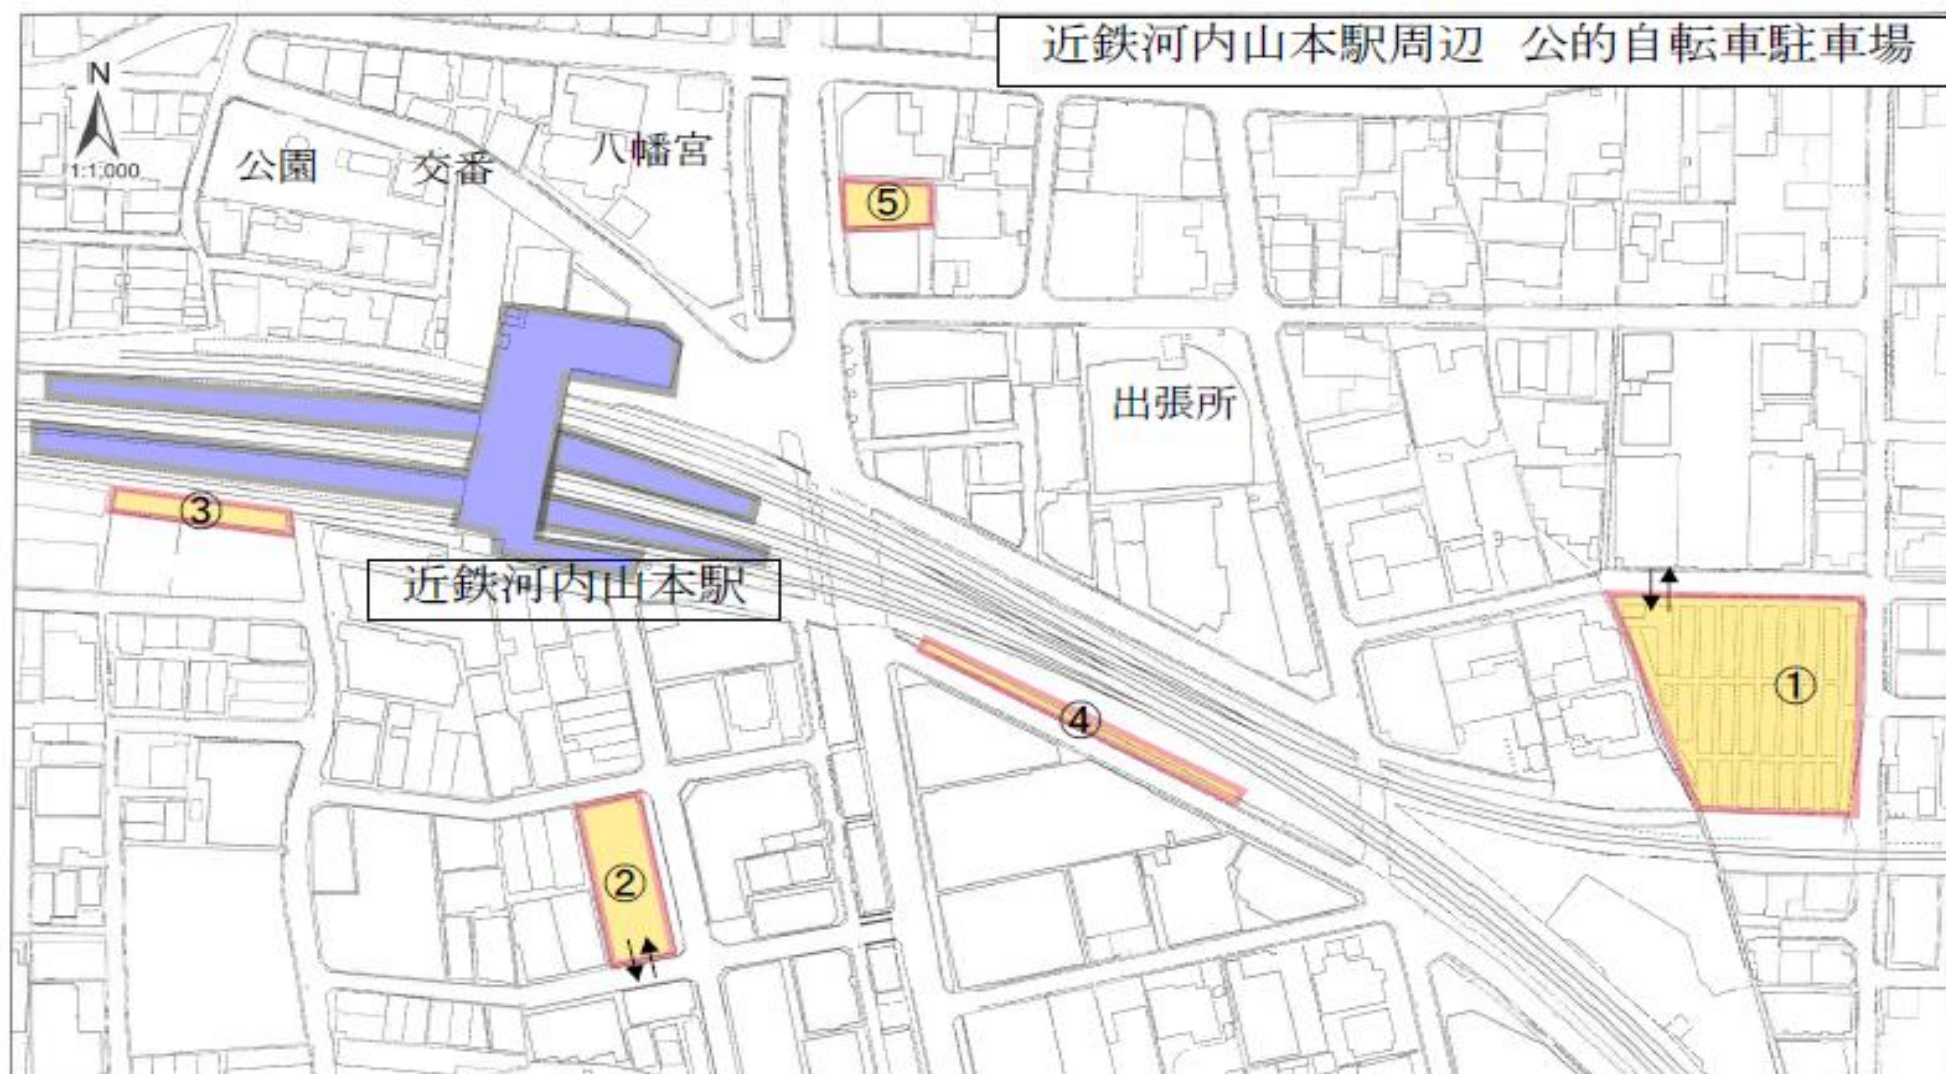 近鉄河内山本駅周辺 公的自転車駐車場
N
1:1,000
公園
交番
八幡宮
⑤
出張所
③
近鉄河内山本駅
①
④
②